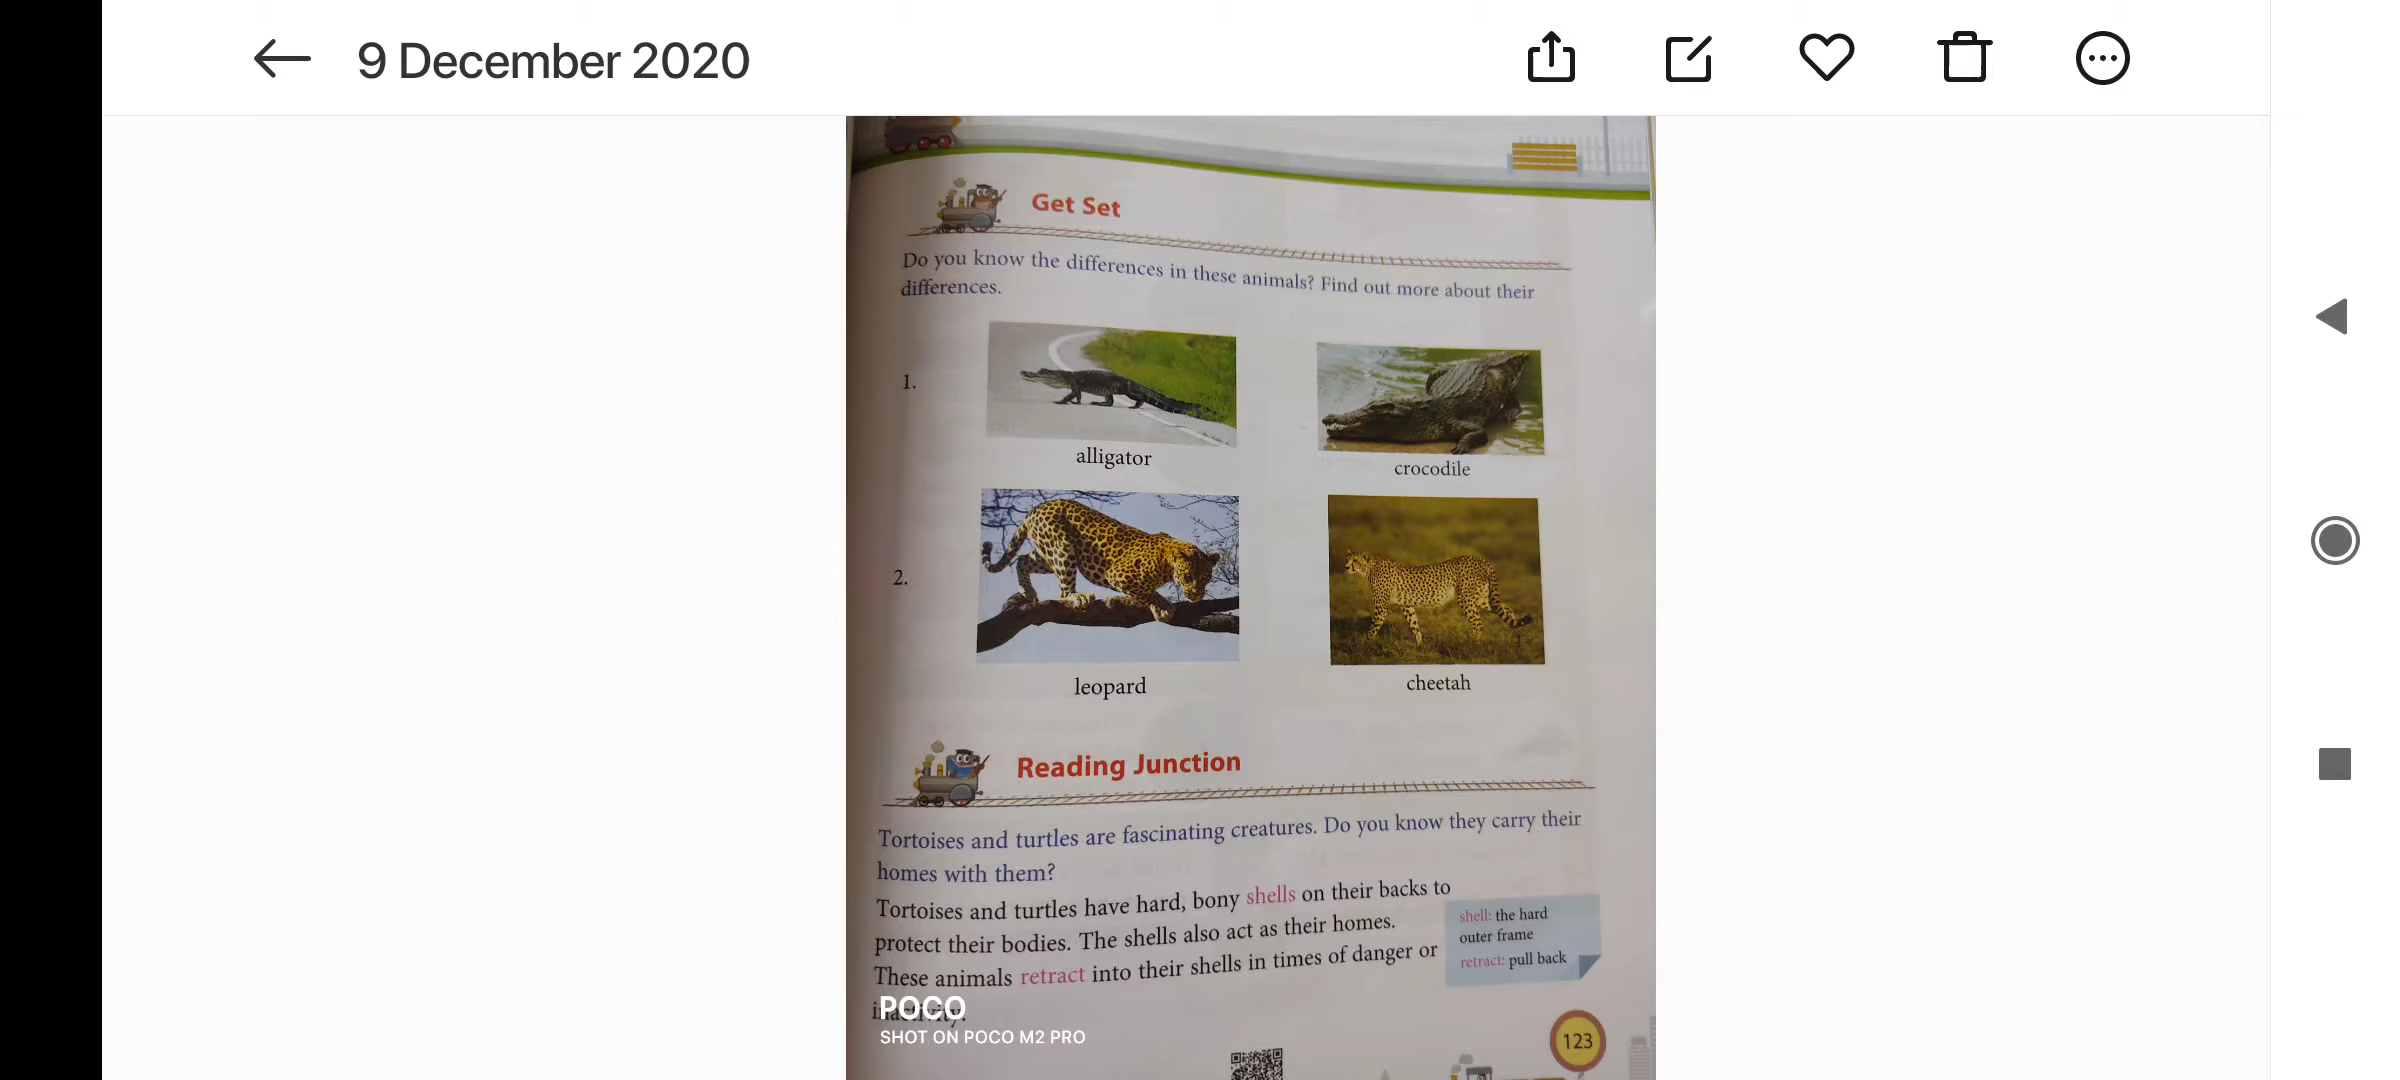 9 December 2020
Get Set
Do you know the differences in these animals? Find out more about their
differences.
1.
alligator
crocodile
2.
leopard
cheetah
Reading Junction
Tortoises and turtles are fascinating creatures. Do you know they carry their
homes with them?
Tortoises and turtles have hard, bony shells on their backs to
protect their bodies. The shells also act as their homes.
These animals retract into their shells in times of danger or
inactivity.
shell: the hard
outer frame
retract: pull back
POCO
SHOT ON POCO M2 PRO
123